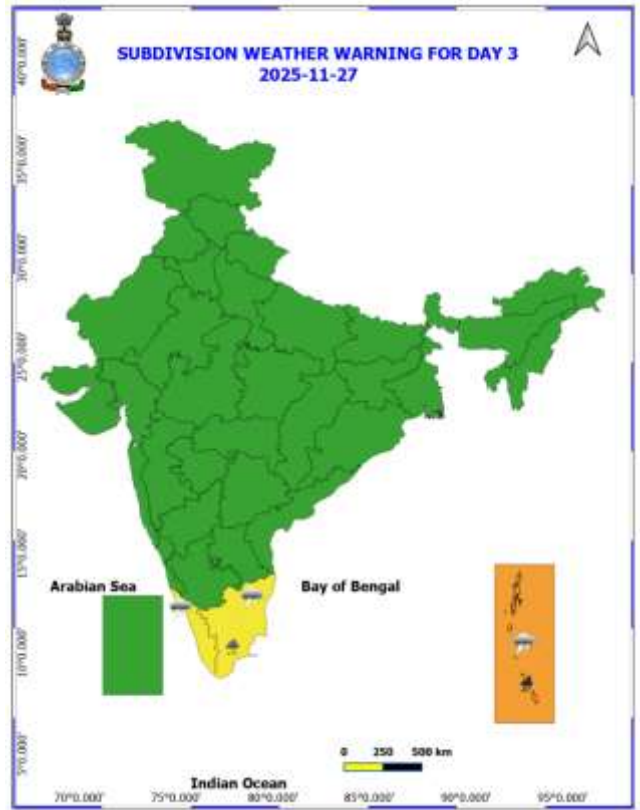 SUBDIVISION WEATHER WARNING FOR DAY 3
2025-11-27
40°0.000'
35°0.000'
30°0.000'
25°0.000'
20°0.000'
15°0.000'
10°0.000'
5°0.000'
Arabian Sea
Bay of Bengal
0 250 500 km
Indian Ocean
70°0.000' 75°0.000' 80°0.000' 85°0.000' 90°0.000' 95°0.000'